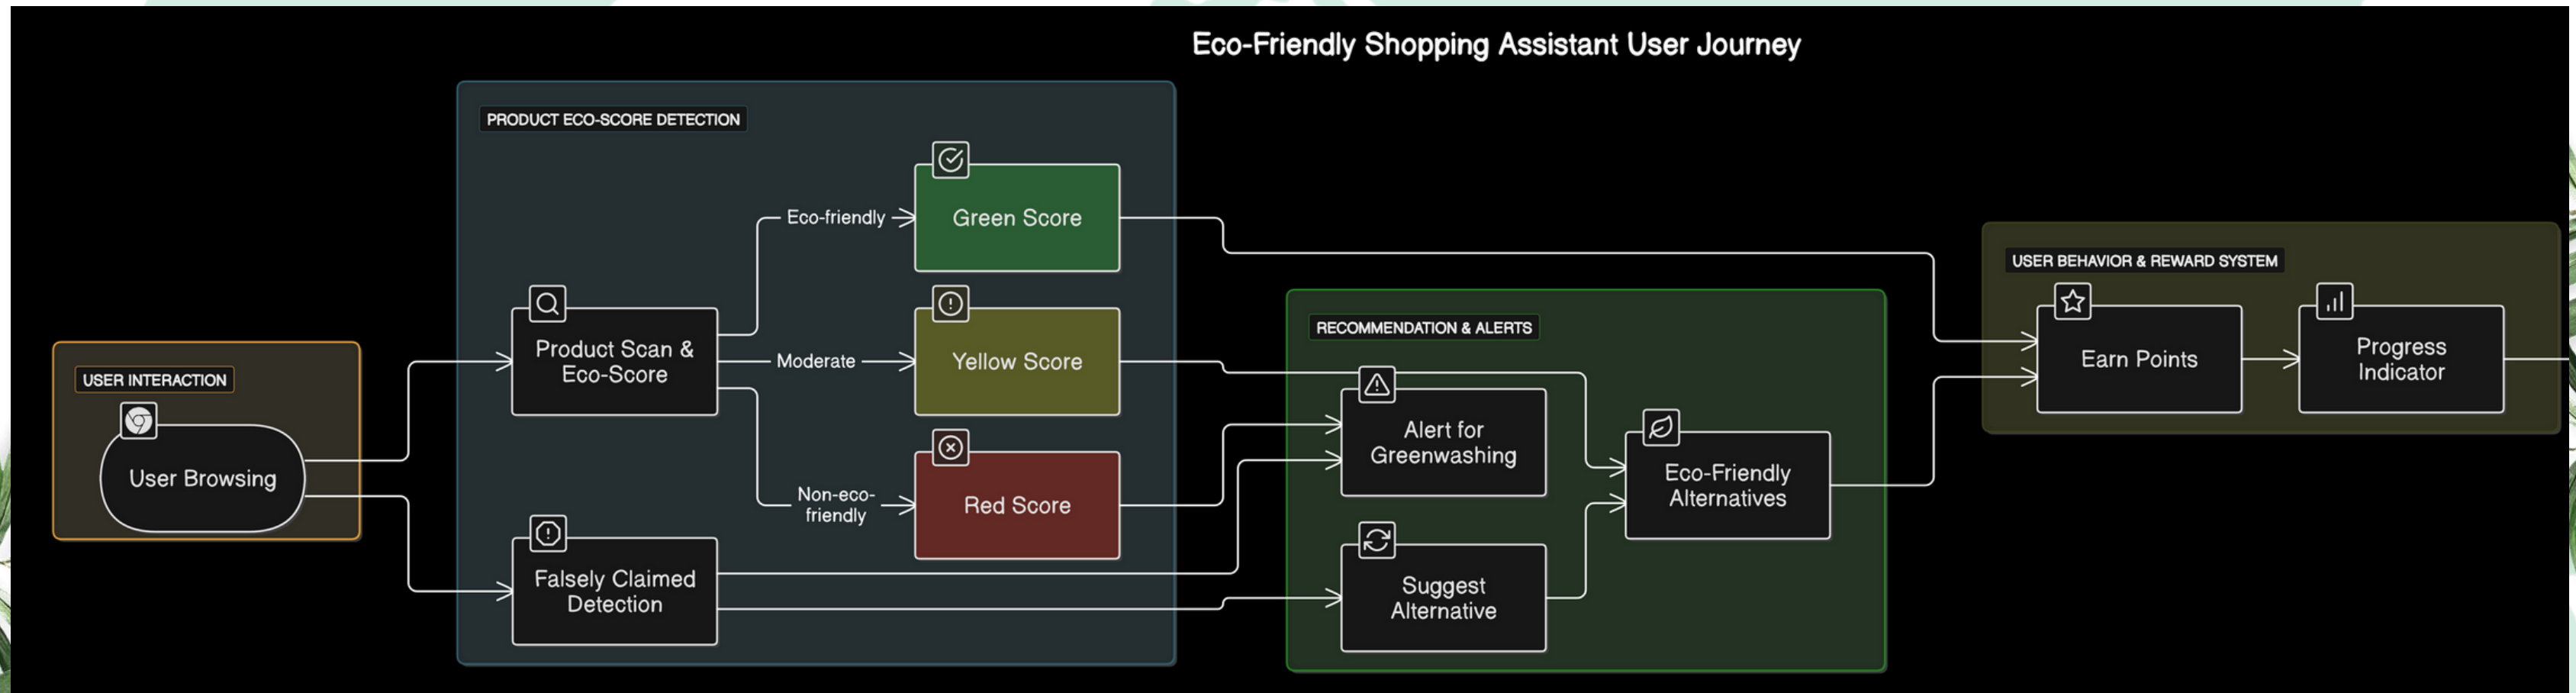 Eco-Friendly Shopping Assistant User Journey
PRODUCT ECO-SCORE DETECTION
Eco-friendly
Green Score
USER BEHAVIOR & REWARD SYSTEM
RECOMMENDATION & ALERTS
Product Scan &
Eco-Score
Moderate
Yellow Score
Earn Points
Progress
Indicator
USER INTERACTION
User Browsing
Alert for
Greenwashing
Eco-Friendly
Alternatives
Non-eco-
friendly
Red Score
Falsely Claimed
Detection
Suggest
Alternative